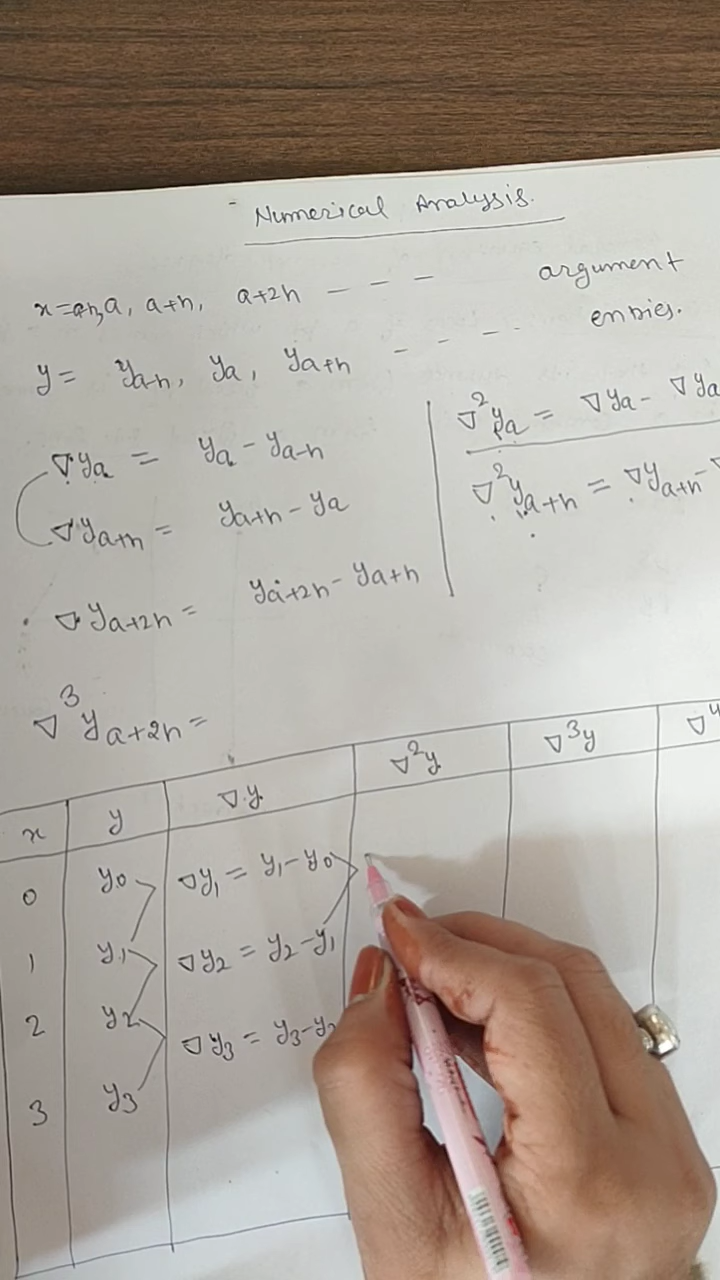 Numerical Analysis.
x = a-h, a, a+h, a+2h - - - argument
y = ya-h, ya, ya+h - - - - entries.
∇ya = ya - ya-h
∇ya+h = ya+h - ya
∇ya+2h = ya+2h - ya+h
∇²ya = ∇ya - ∇ya
∇²ya+h = ∇ya+h - ∇
∇³ya+2h =
x y ∇y ∇²y ∇³y ∇4
0 y0 ∇y1 = y1 - y0
1 y1 ∇y2 = y2 - y1
2 y2 ∇y3 = y3 - y2
3 y3